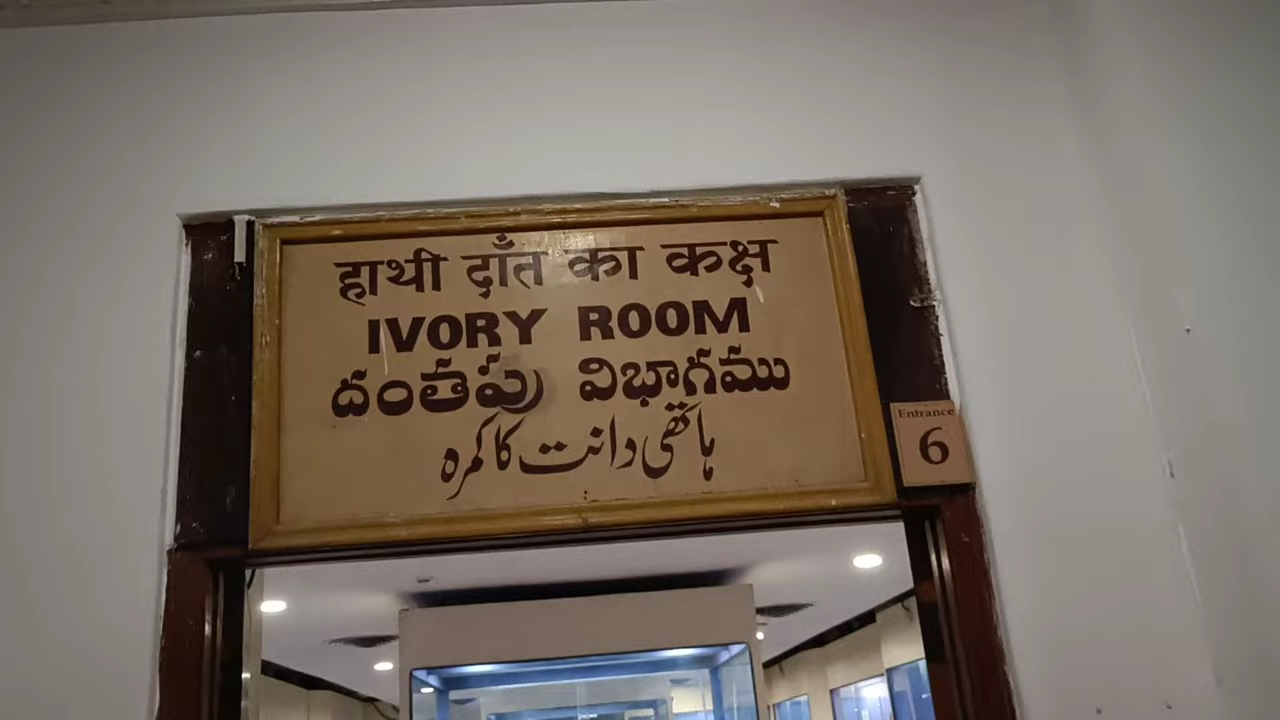 हाथी दाँत का कक्ष
IVORY ROOM
దంతపు విభాగము
ہاتھی دانت کا کمرہ
Entrance
6